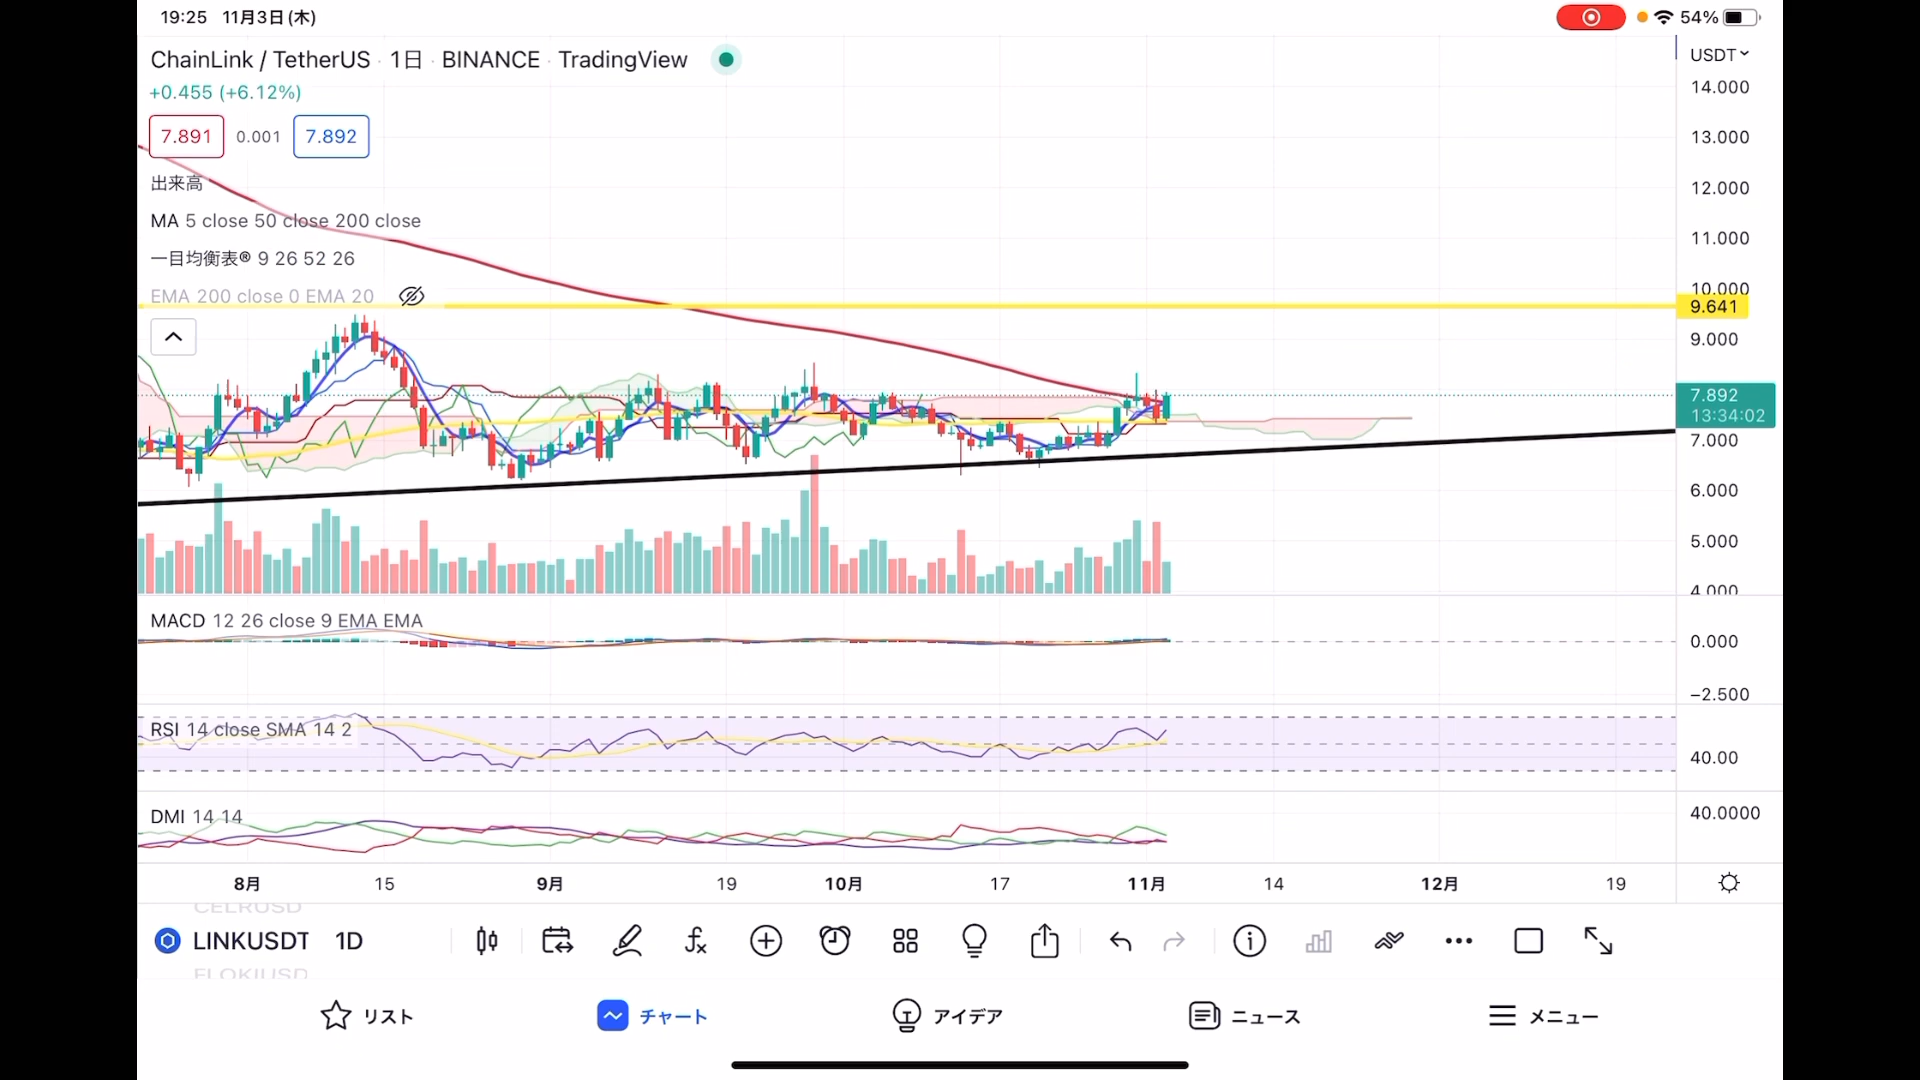 19:25 11月3日(木)
54%
ChainLink / TetherUS · 1日 · BINANCE · TradingView
USDT
+0.455 (+6.12%)
7.891 0.001 7.892
出来高
MA 5 close 50 close 200 close
一目均衡表® 9 26 52 26
EMA 200 close 0 EMA 20
14.000
13.000
12.000
11.000
10.000
9.641
9.000
7.892
13:34:02
7.000
6.000
5.000
4.000
MACD 12 26 close 9 EMA EMA
0.000
−2.500
RSI 14 close SMA 14 2
40.00
DMI 14 14
40.0000
8月 15 9月 19 10月 17 11月 14 12月 19
CELRUSD
LINKUSDT 1D
FLOKIUSD
リスト チャート アイデア ニュース メニュー